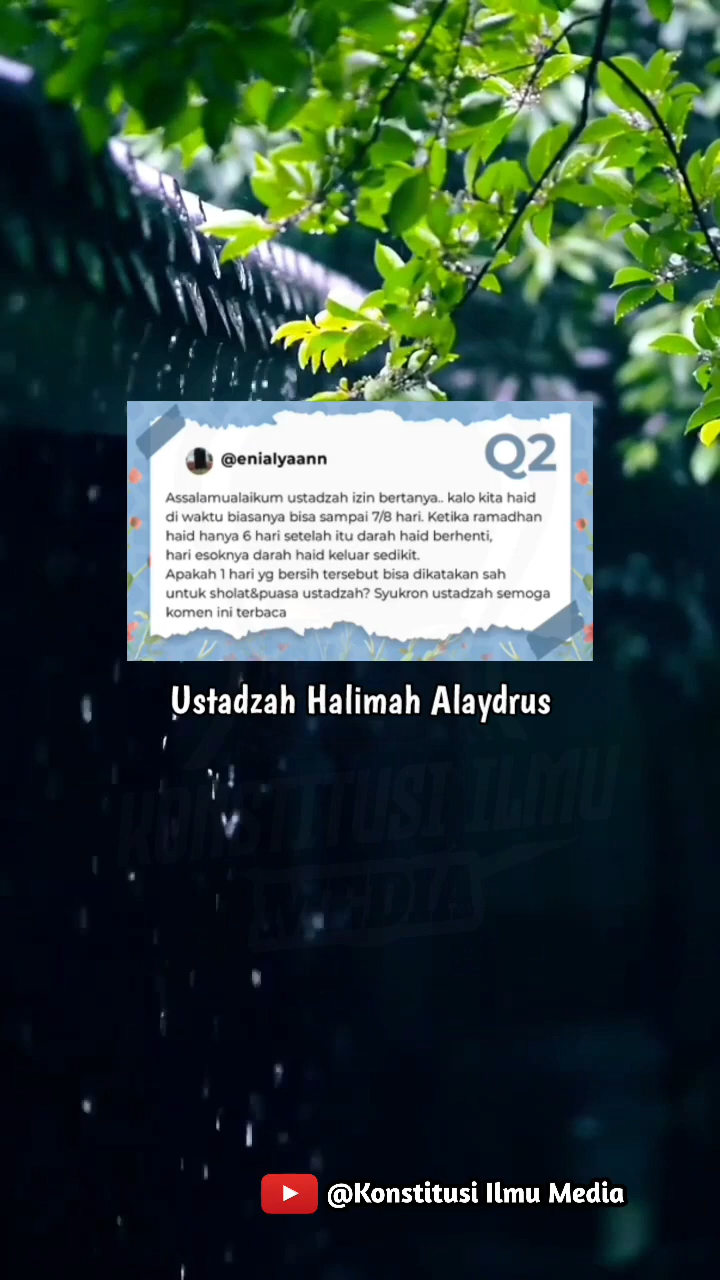 @enialyaann
Q2
Assalamualaikum ustadzah izin bertanya.. kalo kita haid
di waktu biasanya bisa sampai 7/8 hari. Ketika ramadhan
haid hanya 6 hari setelah itu darah haid berhenti,
hari esoknya darah haid keluar sedikit.
Apakah 1 hari yg bersih tersebut bisa dikatakan sah
untuk sholat&puasa ustadzah? Syukron ustadzah semoga
komen ini terbaca
Ustadzah Halimah Alaydrus
KONSTITUSI ILMU
MEDIA
@Konstitusi Ilmu Media